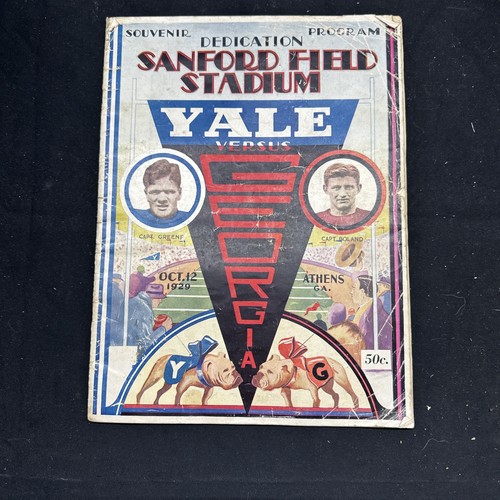 SOUVENIR PROGRAM
DEDICATION
SANFORD FIELD
STADIUM
YALE
VERSUS
GEORGIA
CAPT. GREENE
CAPT. BOLAND
OCT. 12
1929
ATHENS
GA.
Y
G
50c.